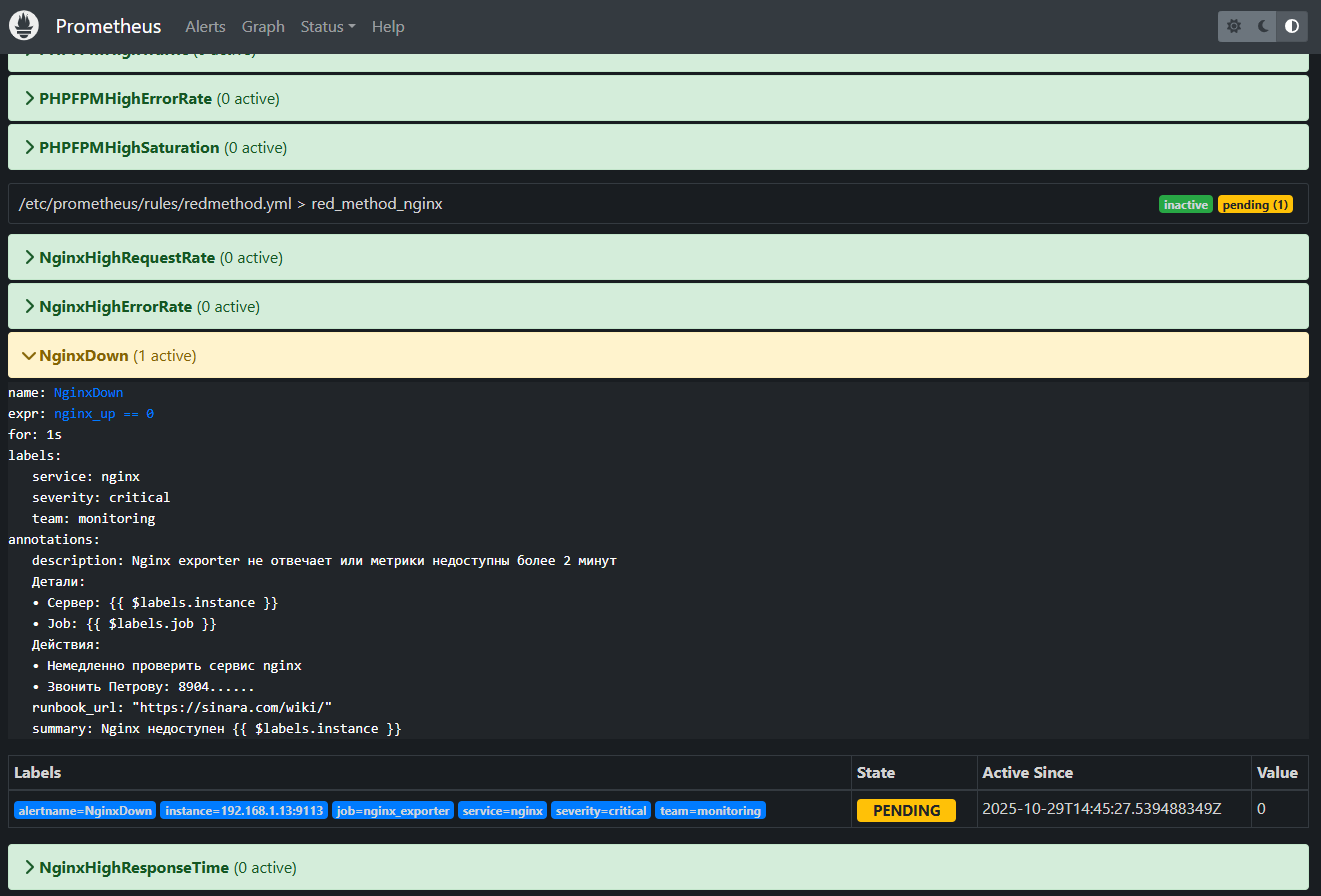 Prometheus Alerts Graph Status Help
PHPFPMHighErrorRate (0 active)
PHPFPMHighSaturation (0 active)
/etc/prometheus/rules/redmethod.yml > red_method_nginx inactive pending (1)
NginxHighRequestRate (0 active)
NginxHighErrorRate (0 active)
NginxDown (1 active)
name: NginxDown
expr: nginx_up == 0
for: 1s
labels:
service: nginx
severity: critical
team: monitoring
annotations:
description: Nginx exporter не отвечает или метрики недоступны более 2 минут
Детали:
• Сервер: {{ $labels.instance }}
• Job: {{ $labels.job }}
Действия:
• Немедленно проверить сервис nginx
• Звонить Петрову: 8904......
runbook_url: "https://sinara.com/wiki/"
summary: Nginx недоступен {{ $labels.instance }}
Labels State Active Since Value
alertname=NginxDown instance=192.168.1.13:9113 job=nginx_exporter service=nginx severity=critical team=monitoring PENDING 2025-10-29T14:45:27.539488349Z 0
NginxHighResponseTime (0 active)